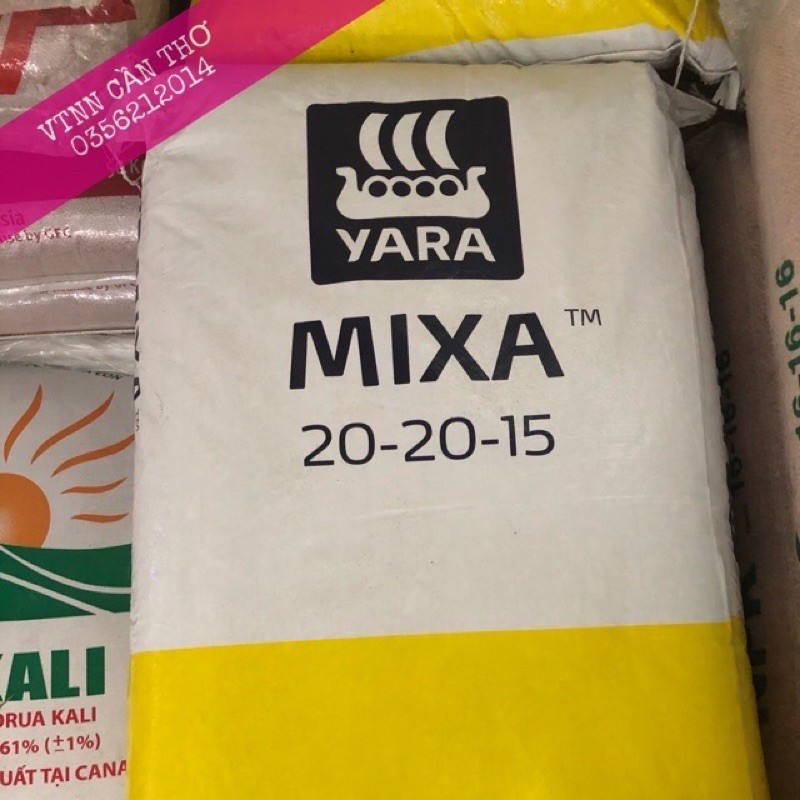 VTNN CẦN THƠ
0356212014
YARA
MIXA™
20-20-15
KALI
61% (±1%)
16-16-16